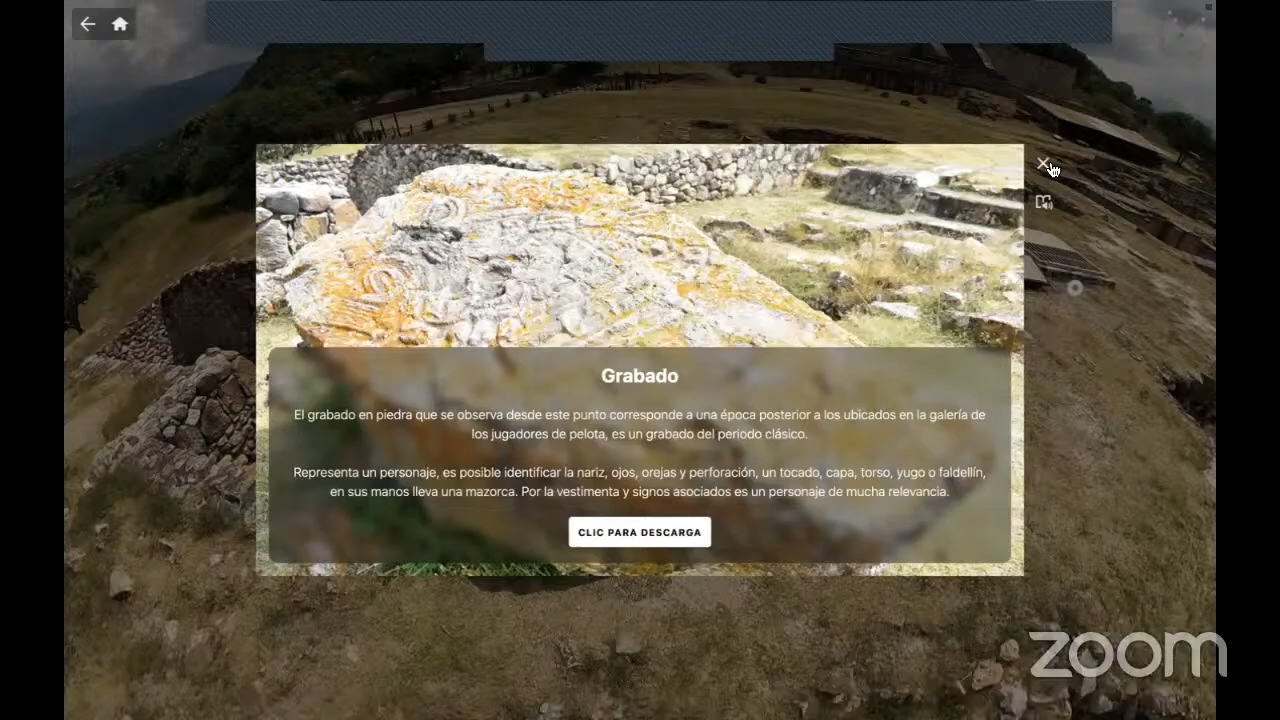 Grabado
El grabado en piedra que se observa desde este punto corresponde a una época posterior a los ubicados en la galería de
los jugadores de pelota, es un grabado del periodo clásico.
Representa un personaje, es posible identificar la nariz, ojos, orejas y perforación, un tocado, capa, torso, yugo o faldellín,
en sus manos lleva una mazorca. Por la vestimenta y signos asociados es un personaje de mucha relevancia.
CLIC PARA DESCARGA
zoom